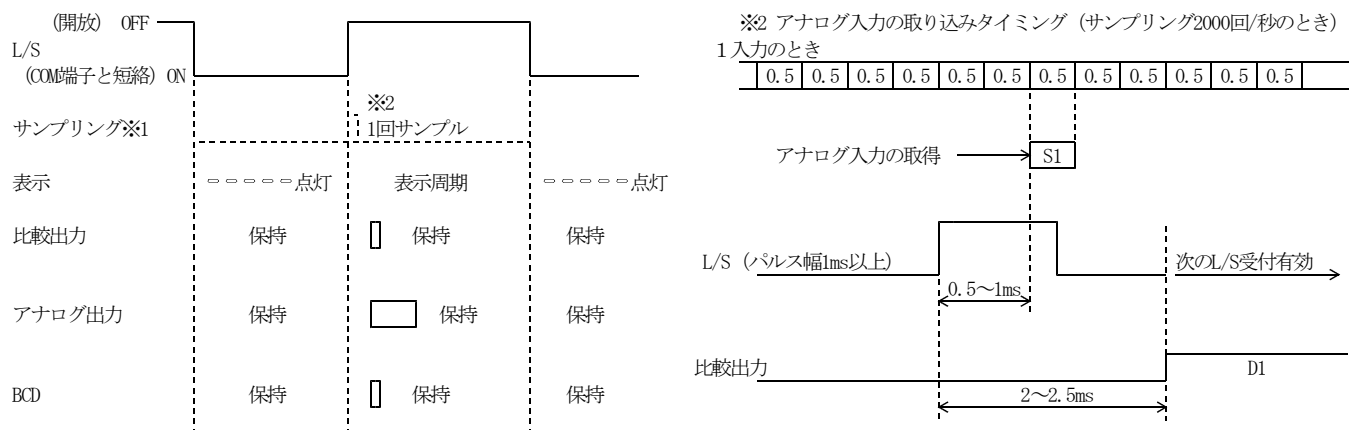 (開放) OFF
L/S
(COM端子と短絡) ON
※2
サンプリング※1 1回サンプル
表示 点灯 表示周期 点灯
比較出力 保持 保持 保持
アナログ出力 保持 保持 保持
BCD 保持 保持 保持
※2 アナログ入力の取り込みタイミング (サンプリング2000回/秒のとき)
1入力のとき
0.5 0.5 0.5 0.5 0.5 0.5 0.5 0.5 0.5 0.5 0.5 0.5
アナログ入力の取得 S1
L/S (パルス幅1ms以上) 次のL/S受付有効
0.5～1ms
比較出力 D1
2～2.5ms